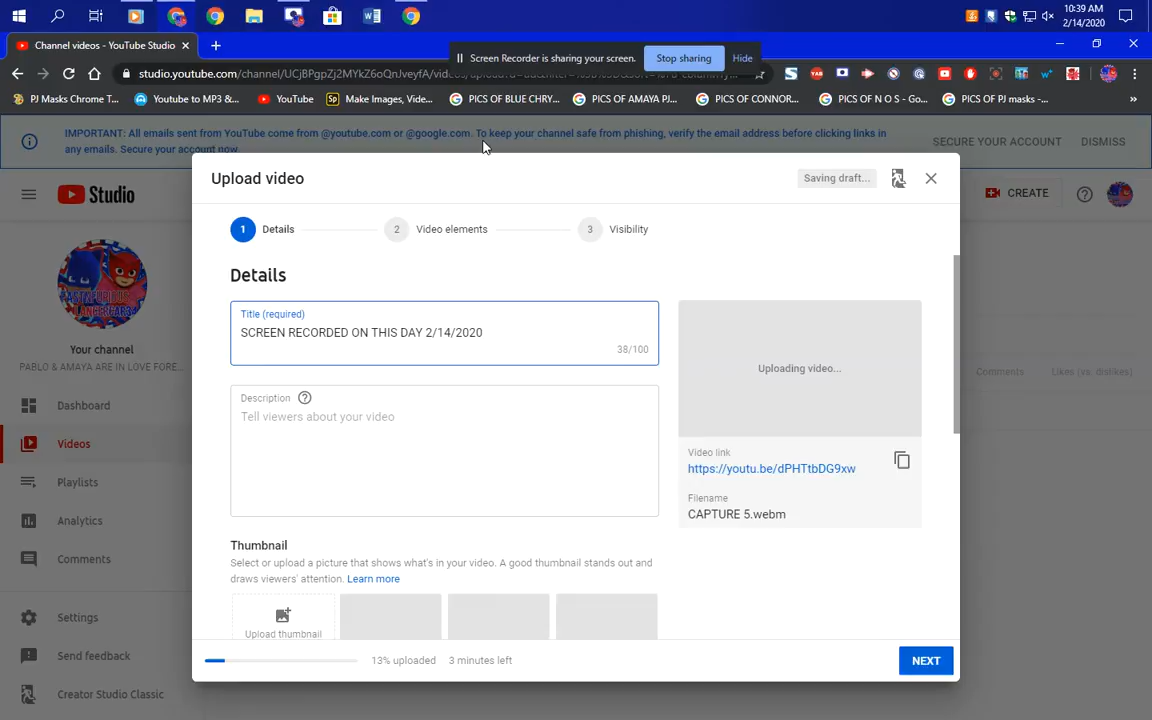 10:39 AM
2/14/2020
Channel videos - YouTube Studio
Screen Recorder is sharing your screen.
Stop sharing
Hide
PJ Masks Chrome T...
Youtube to MP3 &...
YouTube
Make Images, Vide...
PICS OF BLUE CHRY...
PICS OF AMAYA PJ...
PICS OF CONNOR...
PICS OF N O S - Go...
PICS OF PJ masks -...
IMPORTANT: All emails sent from YouTube come from @youtube.com or @google.com. To keep your channel safe from phishing, verify the email address before clicking links in
any emails. Secure your account now.
SECURE YOUR ACCOUNT
DISMISS
Studio
CREATE
Your channel
PABLO & AMAYA ARE IN LOVE FORE...
Dashboard
Videos
Playlists
Analytics
Comments
Settings
Send feedback
Creator Studio Classic
Upload video
Saving draft...
1
Details
2
Video elements
3
Visibility
Details
Title (required)
SCREEN RECORDED ON THIS DAY 2/14/2020
38/100
Description
Tell viewers about your video
Thumbnail
Select or upload a picture that shows what's in your video. A good thumbnail stands out and
draws viewers' attention. Learn more
Upload thumbnail
Uploading video...
Video link
https://youtu.be/dPHTtbDG9xw
Filename
CAPTURE 5.webm
Comments
Likes (vs. dislikes)
13% uploaded
3 minutes left
NEXT